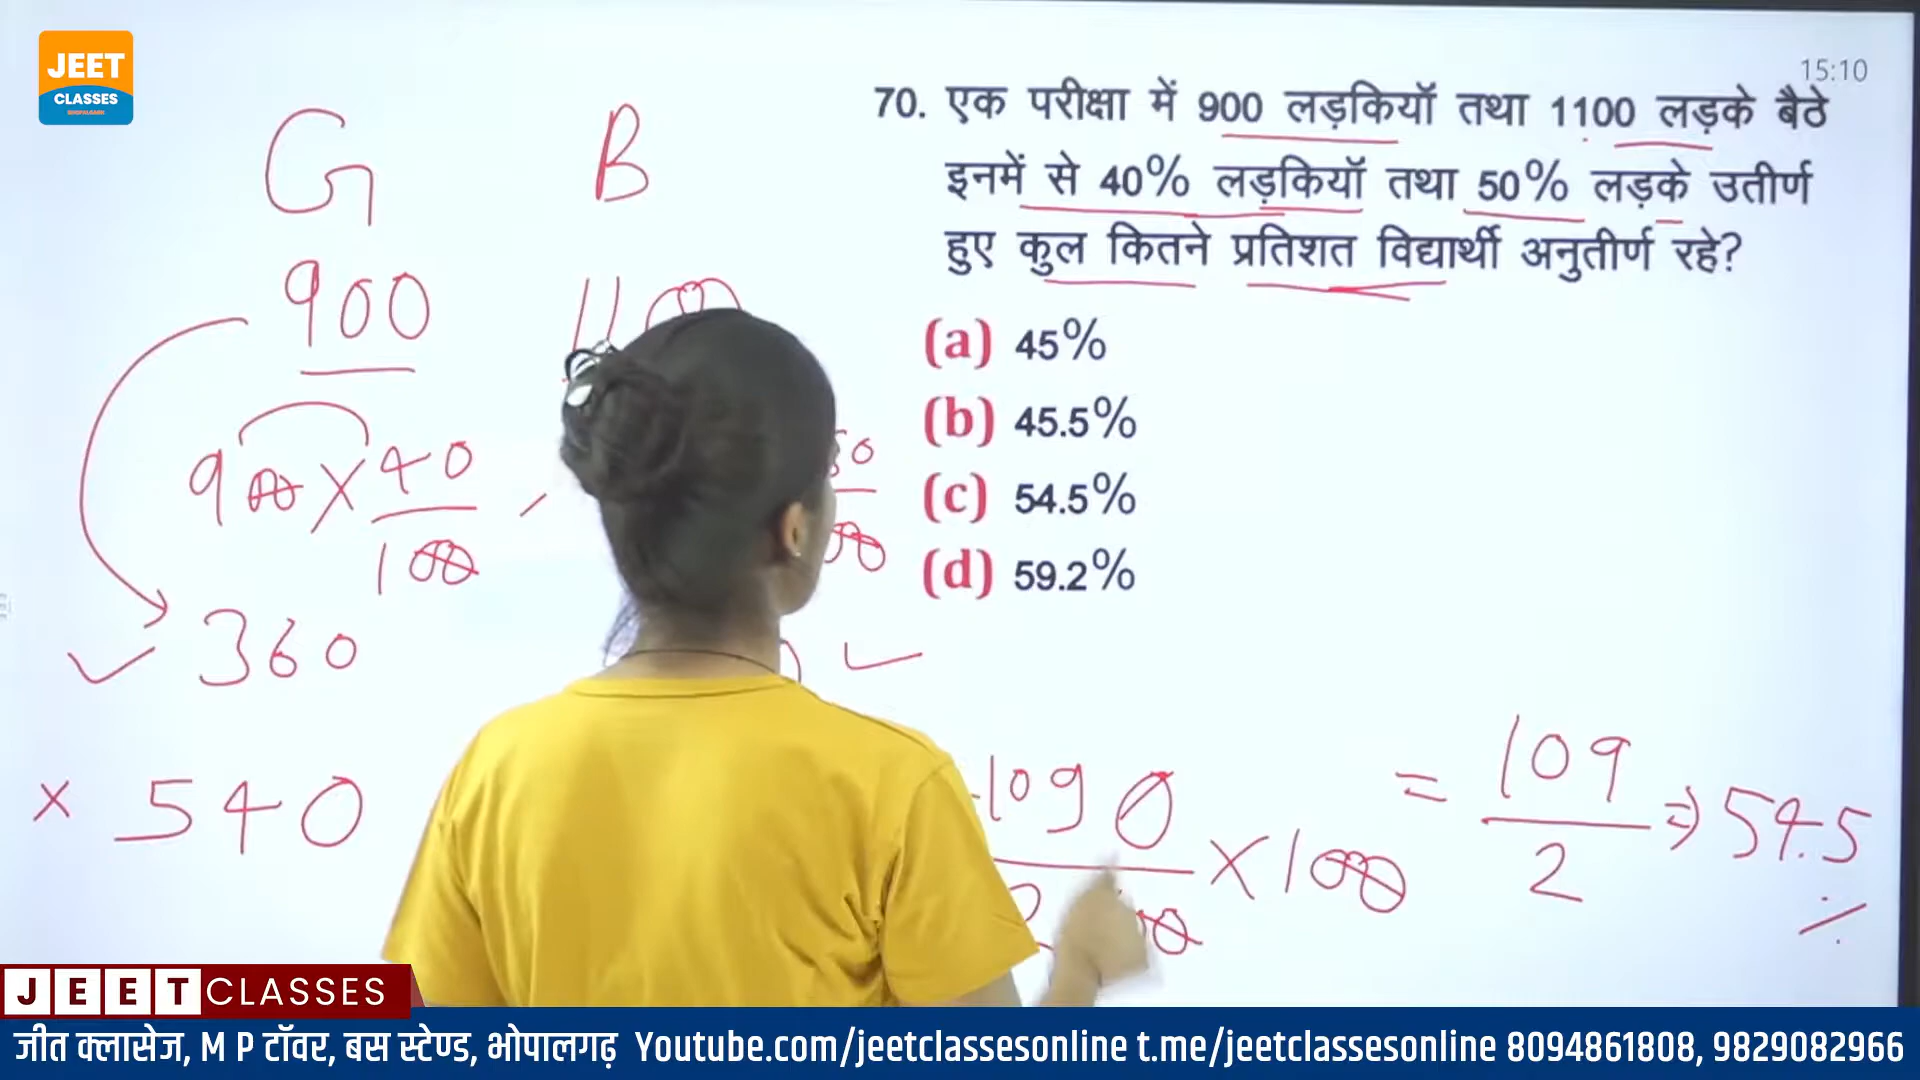 JEET
CLASSES
15:10
70. एक परीक्षा में 900 लड़कियाॅ तथा 1100 लड़के बैठे
इनमें से 40% लड़कियाॅ तथा 50% लड़के उतीर्ण
हुए कुल कितने प्रतिशत विद्यार्थी अनुतीर्ण रहे?
(a) 45%
(b) 45.5%
(c) 54.5%
(d) 59.2%
G B
900 1100
900 × 40
100
360
× 540
1090
× 100
= 109
2
⇒ 54.5
%
JEET CLASSES
जीत क्लासेज, M P टॉवर, बस स्टेण्ड, भोपालगढ़ Youtube.com/jeetclassesonline t.me/jeetclassesonline 8094861808, 9829082966